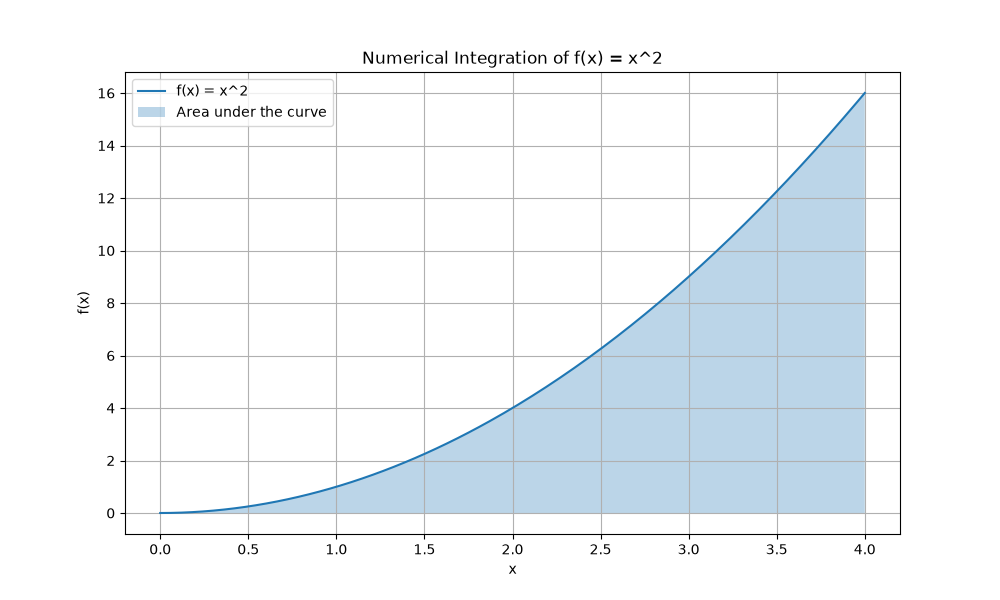 Numerical Integration of f(x) = x^2
f(x) = x^2
Area under the curve
16
14
12
10
8
6
4
2
0
f(x)
0.0 0.5 1.0 1.5 2.0 2.5 3.0 3.5 4.0
x